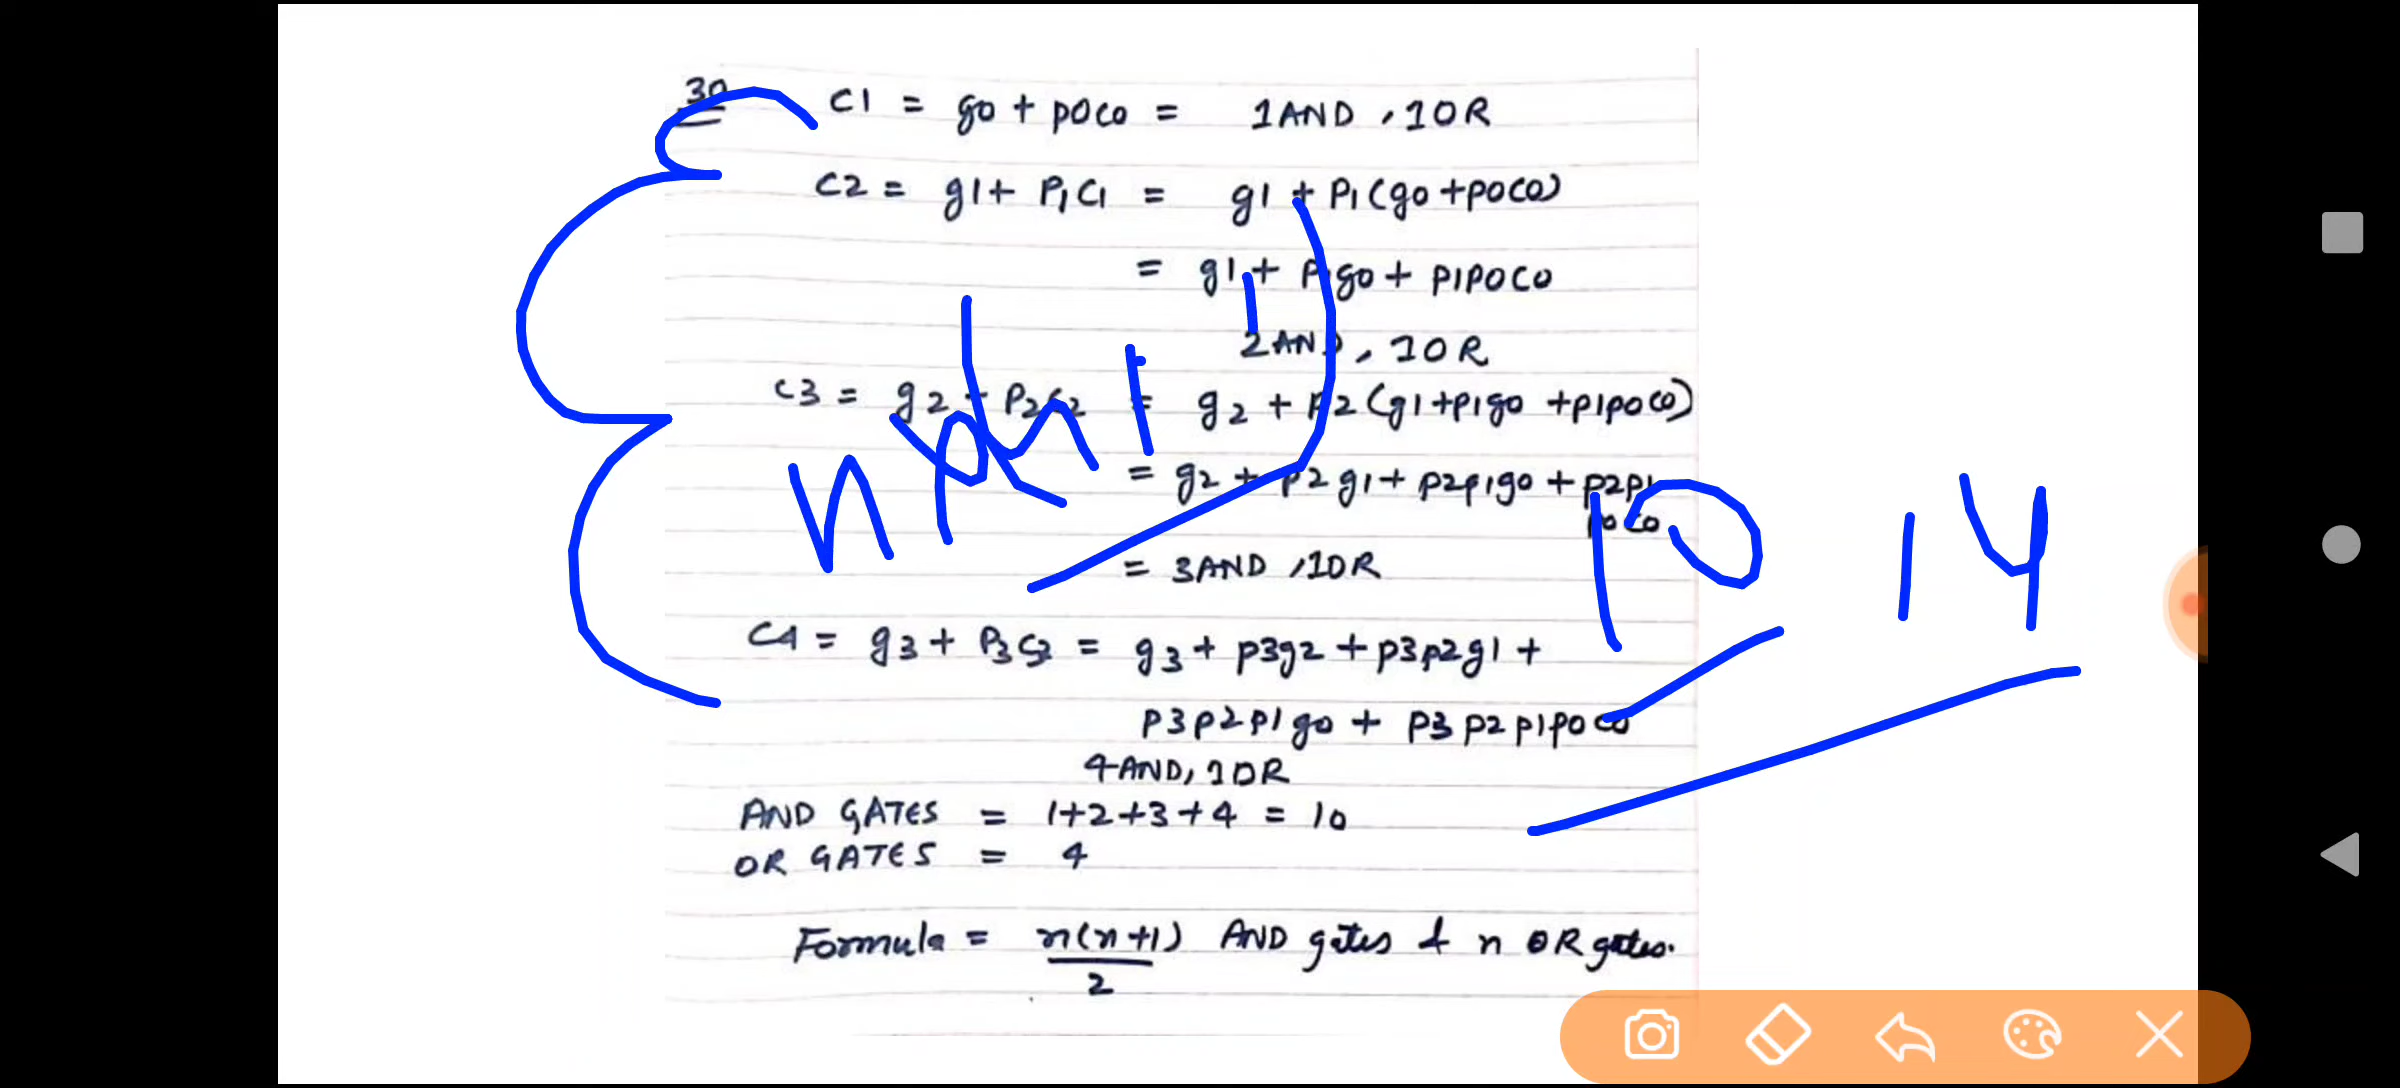 30 C1 = g0 + p0c0 = 1AND, 1OR
C2 = g1 + P1C1 = g1 + P1(g0 + p0c0)
= g1 + P1g0 + p1p0c0
2AND, 1OR
C3 = g2 + P2C2 = g2 + P2(g1+p1g0 +p1p0c0)
= g2 + p2g1 + p2p1g0 + p2p1
p0c0
= 3AND, 1OR
C4 = g3 + P3C3 = g3 + p3g2 + p3p2g1 +
p3p2p1g0 + p3p2p1p0c0
4AND, 1OR
AND GATES = 1+2+3+4 = 10
OR GATES = 4
Formula = n(n+1) AND gates & n OR gates.
2
10, 14